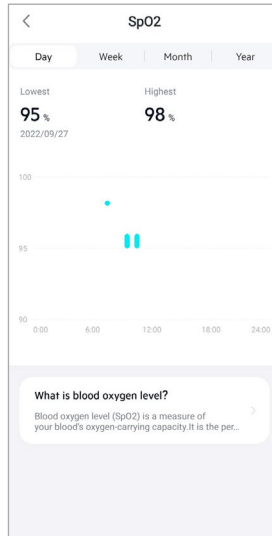 SpO2
Day Week Month Year
Lowest Highest
95 % 98 %
2022/09/27
100
95
90
0:00 6:00 12:00 18:00 24:00
What is blood oxygen level?
Blood oxygen level (SpO2) is a measure of
your blood's oxygen-carrying capacity.It is the per...